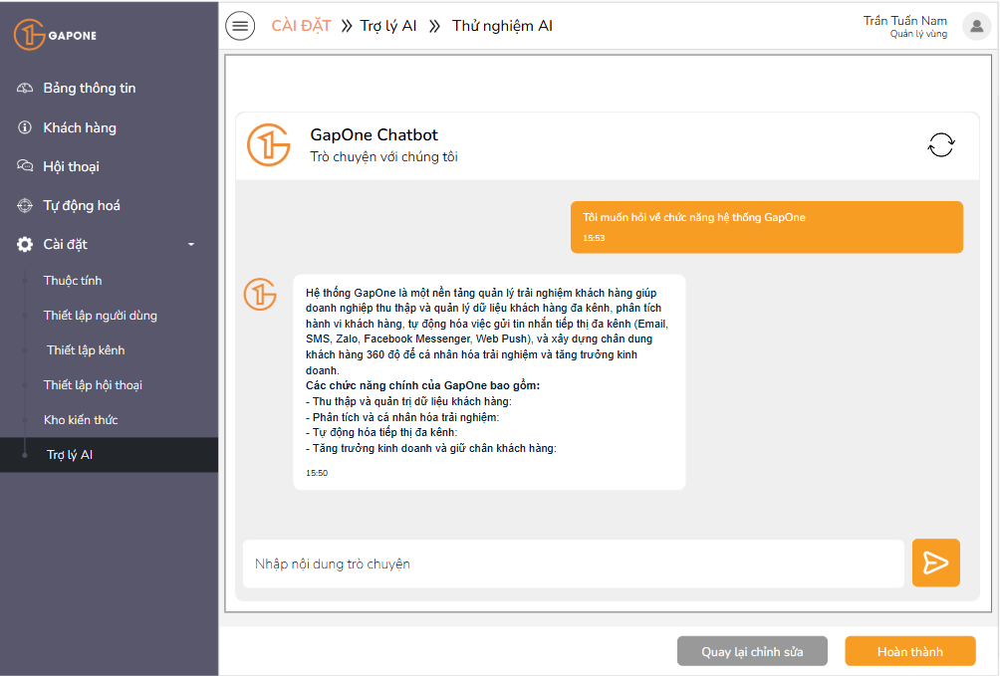 GAPONE
CÀI ĐẶT » Trợ lý AI » Thử nghiệm AI
Trần Tuấn Nam
Quản lý vùng
Bảng thông tin
Khách hàng
Hội thoại
Tự động hoá
Cài đặt
Thuộc tính
Thiết lập người dùng
Thiết lập kênh
Thiết lập hội thoại
Kho kiến thức
Trợ lý AI
GapOne Chatbot
Trò chuyện với chúng tôi
Tôi muốn hỏi về chức năng hệ thống GapOne
15:53
Hệ thống GapOne là một nền tảng quản lý trải nghiệm khách hàng giúp
doanh nghiệp thu thập và quản lý dữ liệu khách hàng đa kênh, phân tích
hành vi khách hàng, tự động hóa việc gửi tin nhắn tiếp thị đa kênh (Email,
SMS, Zalo, Facebook Messenger, Web Push), và xây dựng chân dung
khách hàng 360 độ để cá nhân hóa trải nghiệm và tăng trưởng kinh
doanh.
Các chức năng chính của GapOne bao gồm:
- Thu thập và quản trị dữ liệu khách hàng:
- Phân tích và cá nhân hóa trải nghiệm:
- Tự động hóa tiếp thị đa kênh:
- Tăng trưởng kinh doanh và giữ chân khách hàng:
15:50
Nhập nội dung trò chuyện
Quay lại chỉnh sửa
Hoàn thành